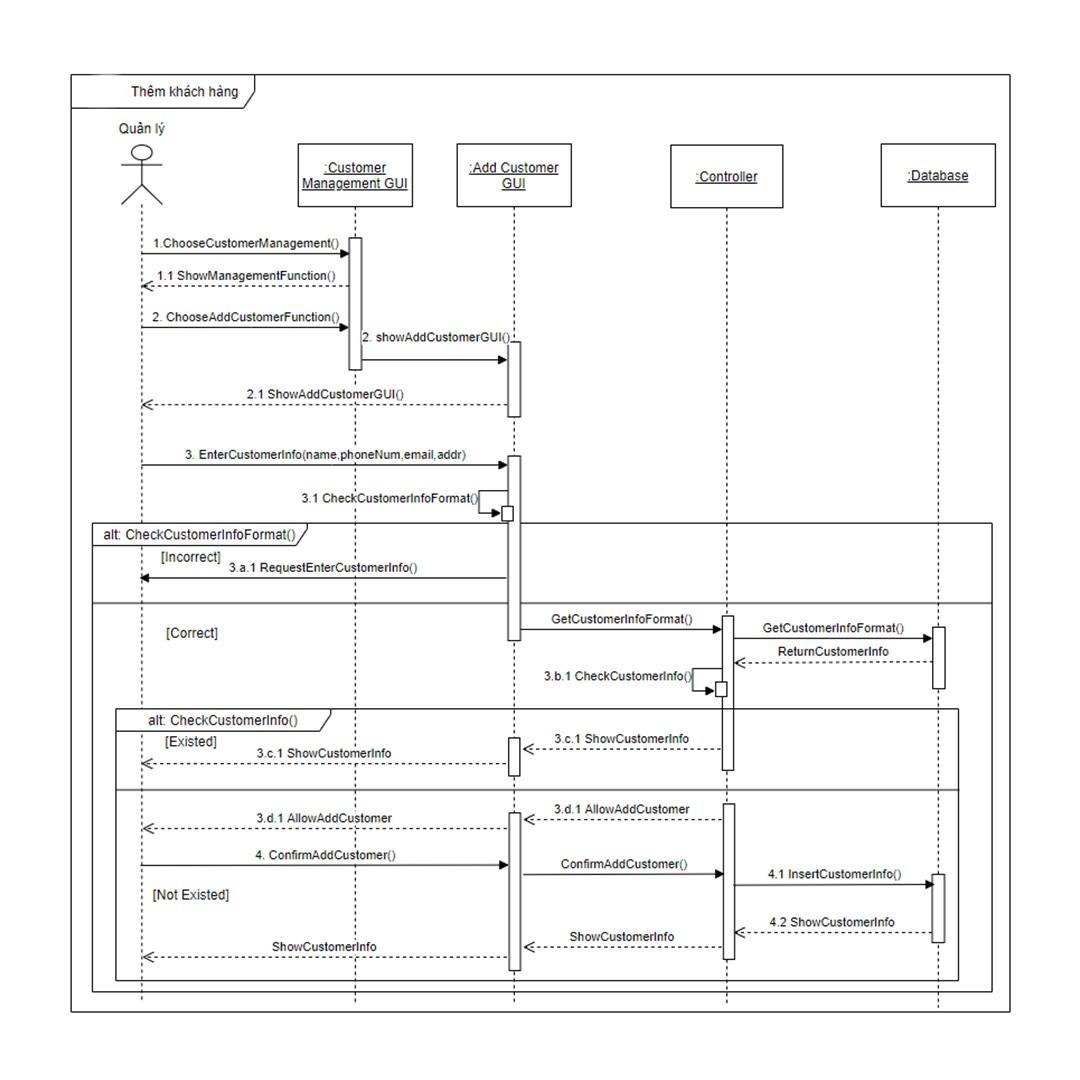 Thêm khách hàng
Quản lý
:Customer
Management GUI
:Add Customer
GUI
:Controller
:Database
1.ChooseCustomerManagement()
1.1 ShowManagementFunction()
2. ChooseAddCustomerFunction()
2. showAddCustomerGUI()
2.1 ShowAddCustomerGUI()
3. EnterCustomerInfo(name,phoneNum,email,addr)
3.1 CheckCustomerInfoFormat()
alt: CheckCustomerInfoFormat()
[Incorrect]
3.a.1 RequestEnterCustomerInfo()
[Correct]
GetCustomerInfoFormat()
GetCustomerInfoFormat()
ReturnCustomerInfo
3.b.1 CheckCustomerInfo()
alt: CheckCustomerInfo()
[Existed]
3.c.1 ShowCustomerInfo
3.c.1 ShowCustomerInfo
3.d.1 AllowAddCustomer
3.d.1 AllowAddCustomer
4. ConfirmAddCustomer()
ConfirmAddCustomer()
4.1 InsertCustomerInfo()
[Not Existed]
4.2 ShowCustomerInfo
ShowCustomerInfo
ShowCustomerInfo